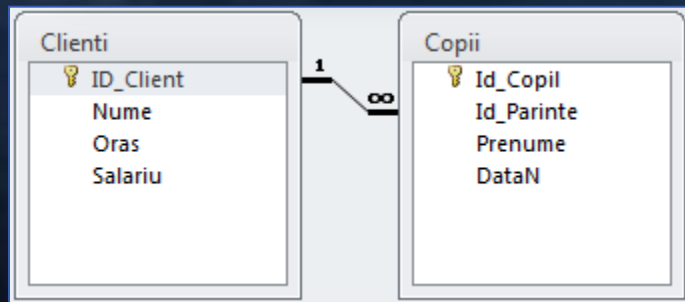 Clienti
ID_Client
Nume
Oras
Salariu
1
∞
Copii
Id_Copil
Id_Parinte
Prenume
DataN